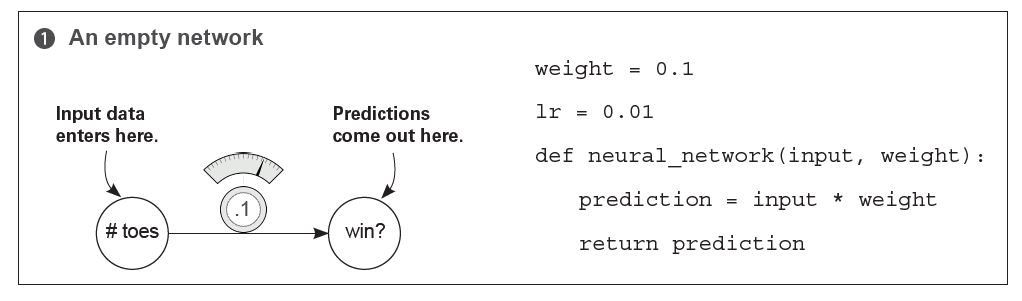 1 An empty network
Input data
enters here.
Predictions
come out here.
.1
# toes
win?
weight = 0.1
lr = 0.01
def neural_network(input, weight):
prediction = input * weight
return prediction